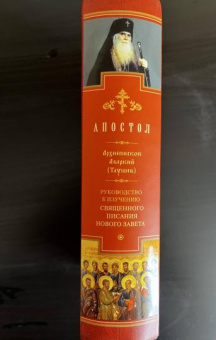 АПОСТОЛ
Архиепископ
Аверкий
(Таушев)
РУКОВОДСТВО
К ИЗУЧЕНИЮ
СВЯЩЕННОГО
ПИСАНИЯ
НОВОГО ЗАВЕТА